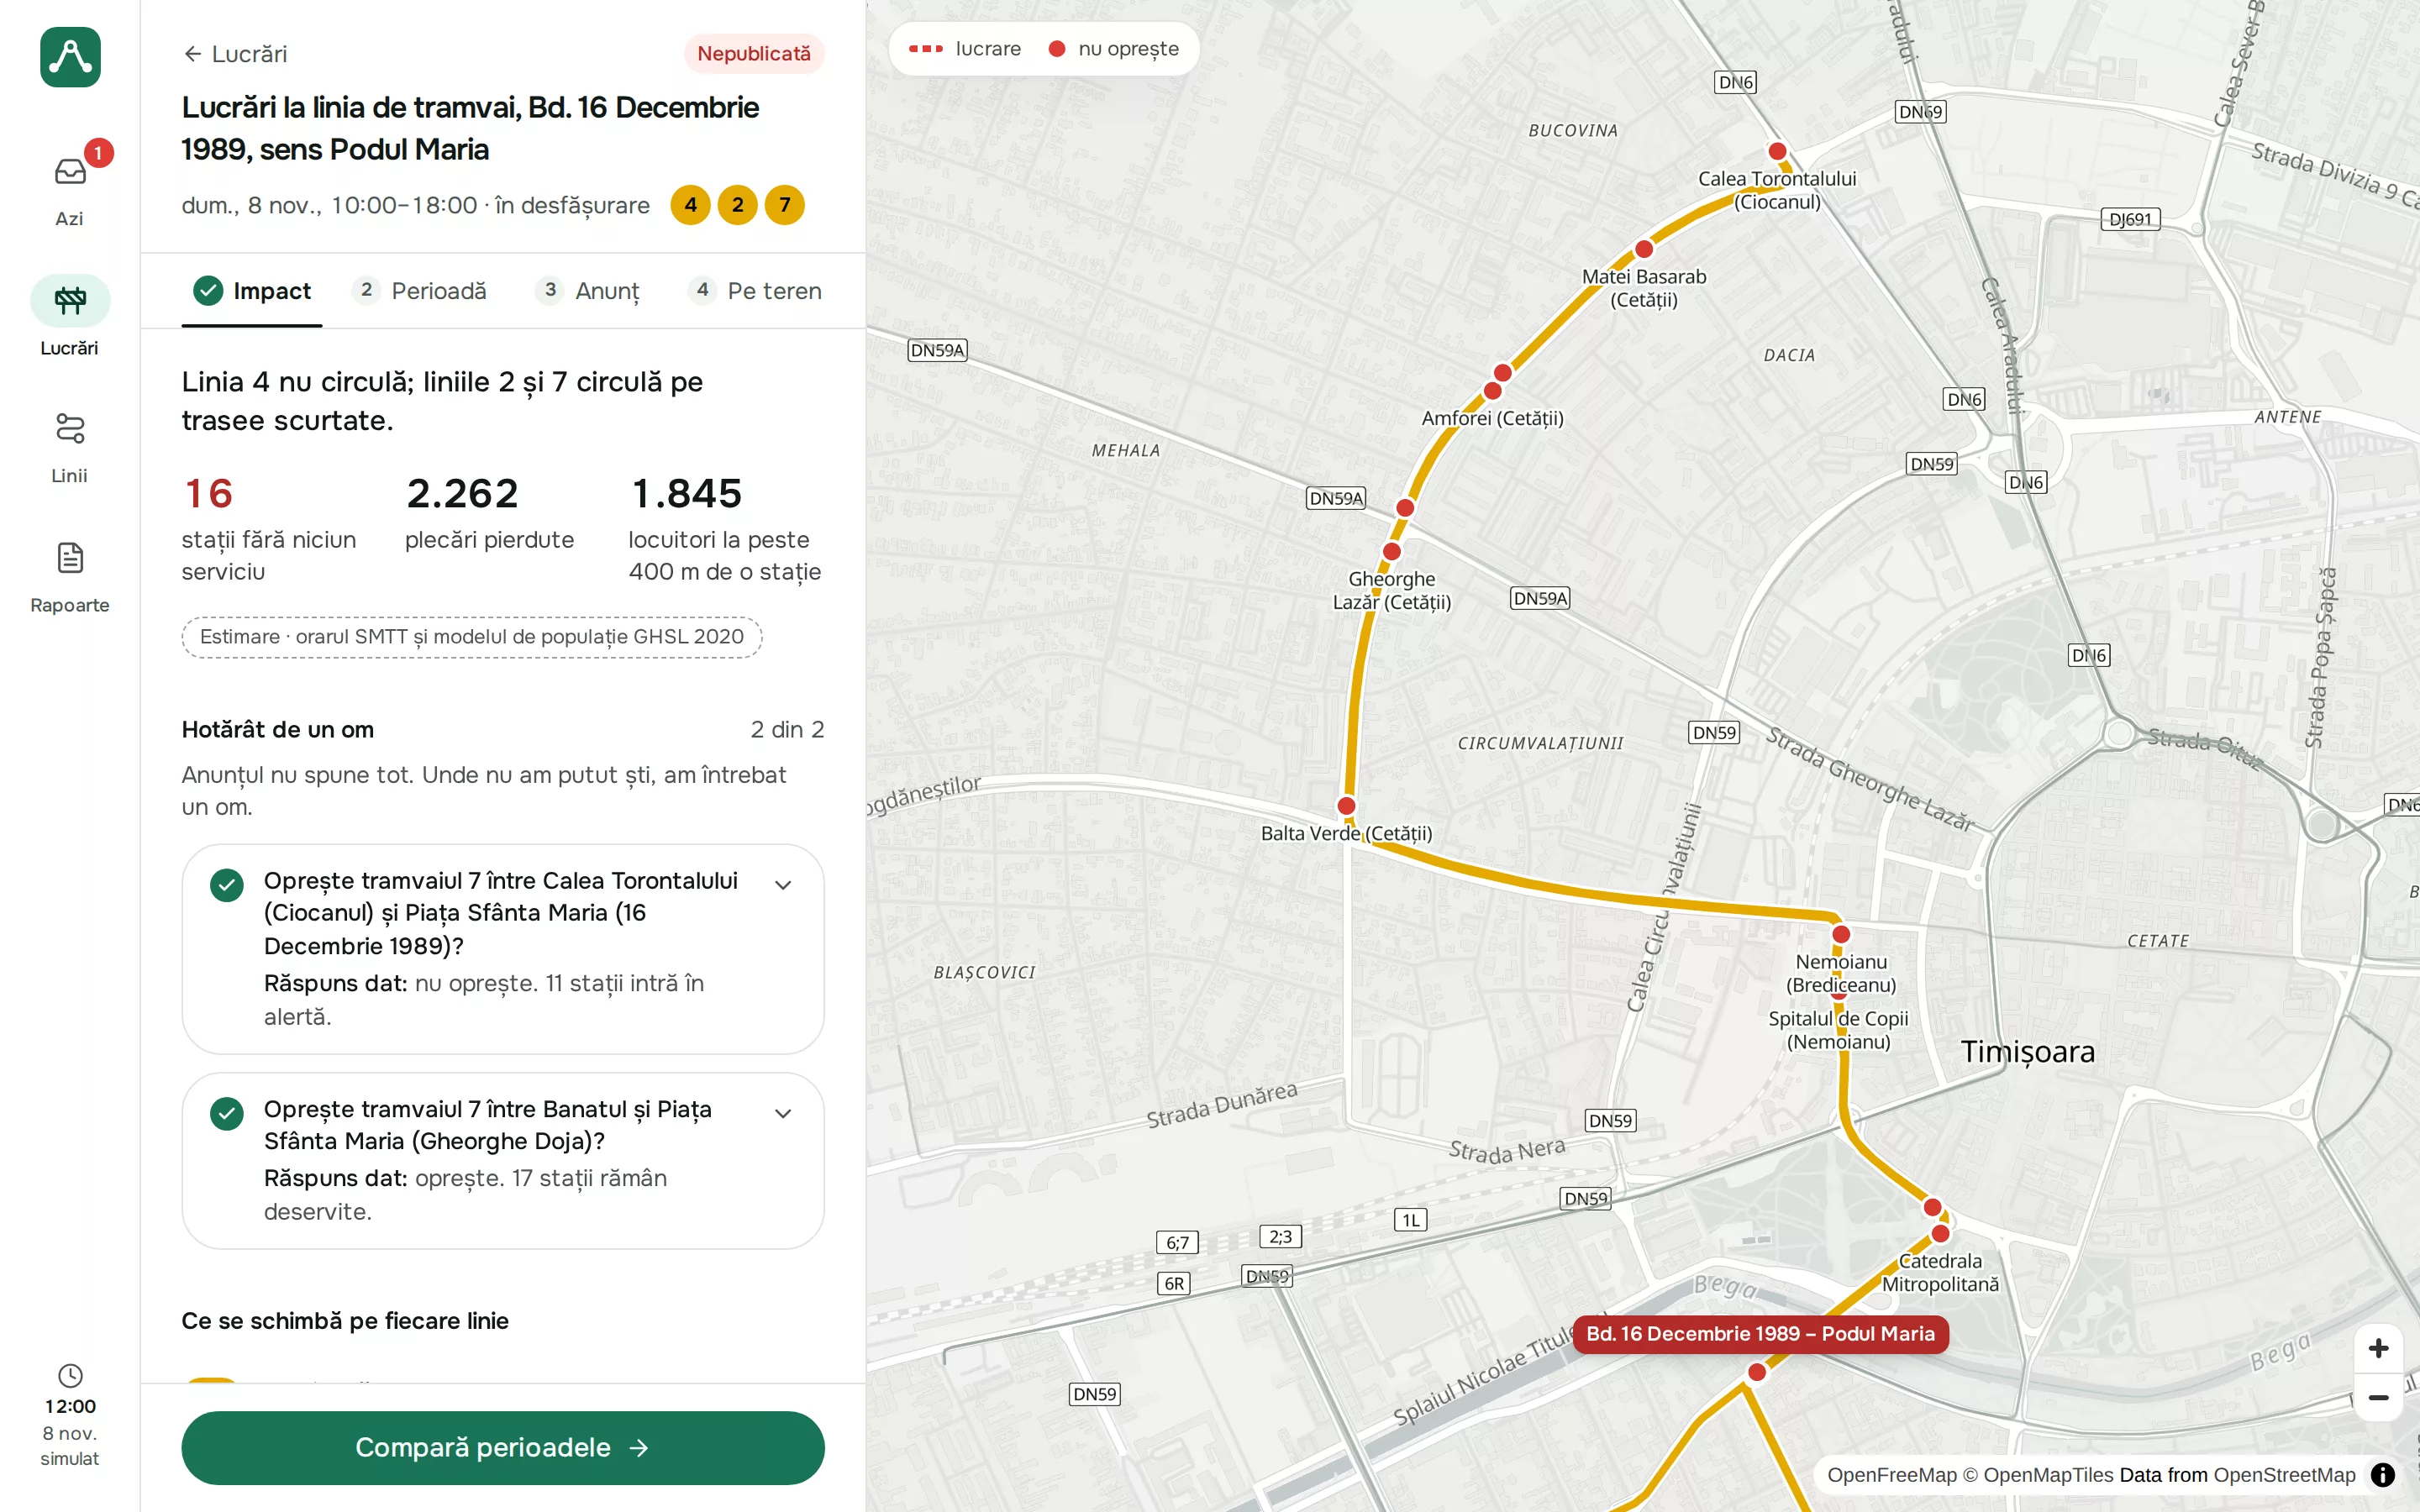 1
Azi
Lucrări
Linii
Rapoarte
12:00
8 nov.
simulat
← Lucrări
Nepublicată
Lucrări la linia de tramvai, Bd. 16 Decembrie
1989, sens Podul Maria
dum., 8 nov., 10:00–18:00 · în desfășurare
4 2 7
Impact
2 Perioadă
3 Anunț
4 Pe teren
Linia 4 nu circulă; liniile 2 și 7 circulă pe
trasee scurtate.
16
stații fără niciun
serviciu
2.262
plecări pierdute
1.845
locuitori la peste
400 m de o stație
Estimare · orarul SMTT și modelul de populație GHSL 2020
Hotărât de un om
2 din 2
Anunțul nu spune tot. Unde nu am putut ști, am întrebat
un om.
Oprește tramvaiul 7 între Calea Torontalului
(Ciocanul) și Piața Sfânta Maria (16
Decembrie 1989)?
Răspuns dat: nu oprește. 11 stații intră în
alertă.
Oprește tramvaiul 7 între Banatul și Piața
Sfânta Maria (Gheorghe Doja)?
Răspuns dat: oprește. 17 stații rămân
deservite.
Ce se schimbă pe fiecare linie
Compară perioadele →
lucrare
nu oprește
DN6
DN69
Calea Sever B
BUCOVINA
Strada Divizia 9 Ca
Calea Torontalului
(Ciocanul)
DJ691
Matei Basarab
(Cetății)
Calea Aradului
DN59A
DACIA
DN6
ANTENE
Amforei (Cetății)
MEHALA
DN59
DN6
DN59A
Gheorghe
Lazăr (Cetății)
DN59A
Strada Popa Șapcă
DN6
DN59
CIRCUMVALAȚIUNII
Strada Gheorghe Lazăr
Strada Oituz
ogdăneștilor
Balta Verde (Cetății)
CETATE
BLAȘCOVICI
Nemoianu
(Brediceanu)
Spitalul de Copii
(Nemoianu)
Timișoara
Strada Dunărea
DN59
Strada Nera
DN59
1L
2;3
6;7
6R
DN59
Catedrala
Mitropolitană
Bega
Bd. 16 Decembrie 1989 – Podul Maria
Bega
DN59
+
−
OpenFreeMap © OpenMapTiles Data from OpenStreetMap